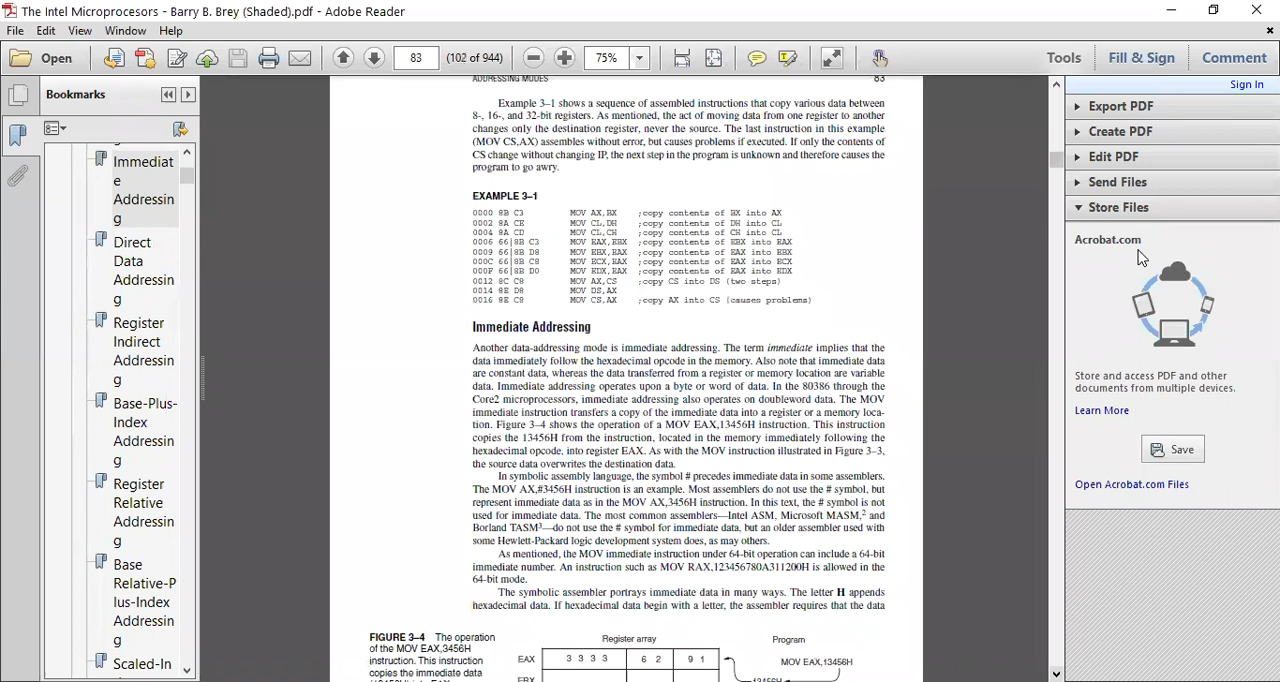 The Intel Microprocesors - Barry B. Brey (Shaded).pdf - Adobe Reader
File Edit View Window Help
Open 83 (102 of 944) 75% Tools Fill & Sign Comment
Bookmarks
Immediat
e
Addressin
g
Direct
Data
Addressin
g
Register
Indirect
Addressin
g
Base-Plus-
Index
Addressin
g
Register
Relative
Addressin
g
Base
Relative-P
lus-Index
Addressin
g
Scaled-In
ADDRESSING MODES 83
Example 3–1 shows a sequence of assembled instructions that copy various data between
8-, 16-, and 32-bit registers. As mentioned, the act of moving data from one register to another
changes only the destination register, never the source. The last instruction in this example
(MOV CS,AX) assembles without error, but causes problems if executed. If only the contents of
CS change without changing IP, the next step in the program is unknown and therefore causes the
program to go awry.
EXAMPLE 3–1
0000 8B C3 MOV AX,BX ;copy contents of BX into AX
0002 8A CE MOV CL,DH ;copy contents of DH into CL
0004 8A CD MOV CL,CH ;copy contents of CH into CL
0006 66|8B C3 MOV EAX,EBX ;copy contents of EBX into EAX
0009 66|8B D8 MOV EBX,EAX ;copy contents of EAX into EBX
000C 66|8B C8 MOV ECX,EAX ;copy contents of EAX into ECX
000F 66|8B D0 MOV EDX,EAX ;copy contents of EAX into EDX
0012 8C C8 MOV AX,CS ;copy CS into DS (two steps)
0014 8E D8 MOV DS,AX
0016 8E C8 MOV CS,AX ;copy AX into CS (causes problems)
Immediate Addressing
Another data-addressing mode is immediate addressing. The term immediate implies that the
data immediately follow the hexadecimal opcode in the memory. Also note that immediate data
are constant data, whereas the data transferred from a register or memory location are variable
data. Immediate addressing operates upon a byte or word of data. In the 80386 through the
Core2 microprocessors, immediate addressing also operates on doubleword data. The MOV
immediate instruction transfers a copy of the immediate data into a register or a memory loca-
tion. Figure 3–4 shows the operation of a MOV EAX,13456H instruction. This instruction
copies the 13456H from the instruction, located in the memory immediately following the
hexadecimal opcode, into register EAX. As with the MOV instruction illustrated in Figure 3–3,
the source data overwrites the destination data.
In symbolic assembly language, the symbol # precedes immediate data in some assemblers.
The MOV AX,#3456H instruction is an example. Most assemblers do not use the # symbol, but
represent immediate data as in the MOV AX,3456H instruction. In this text, the # symbol is not
used for immediate data. The most common assemblers—Intel ASM, Microsoft MASM,2 and
Borland TASM3—do not use the # symbol for immediate data, but an older assembler used with
some Hewlett-Packard logic development system does, as may others.
As mentioned, the MOV immediate instruction under 64-bit operation can include a 64-bit
immediate number. An instruction such as MOV RAX,123456780A311200H is allowed in the
64-bit mode.
The symbolic assembler portrays immediate data in many ways. The letter H appends
hexadecimal data. If hexadecimal data begin with a letter, the assembler requires that the data
FIGURE 3–4 The operation
of the MOV EAX,3456H
instruction. This instruction
copies the immediate data
Register array Program
EAX 3 3 3 3 6 2 9 1 MOV EAX,13456H
EBX 13456H
Sign In
Export PDF
Create PDF
Edit PDF
Send Files
Store Files
Acrobat.com
Store and access PDF and other
documents from multiple devices.
Learn More
Save
Open Acrobat.com Files